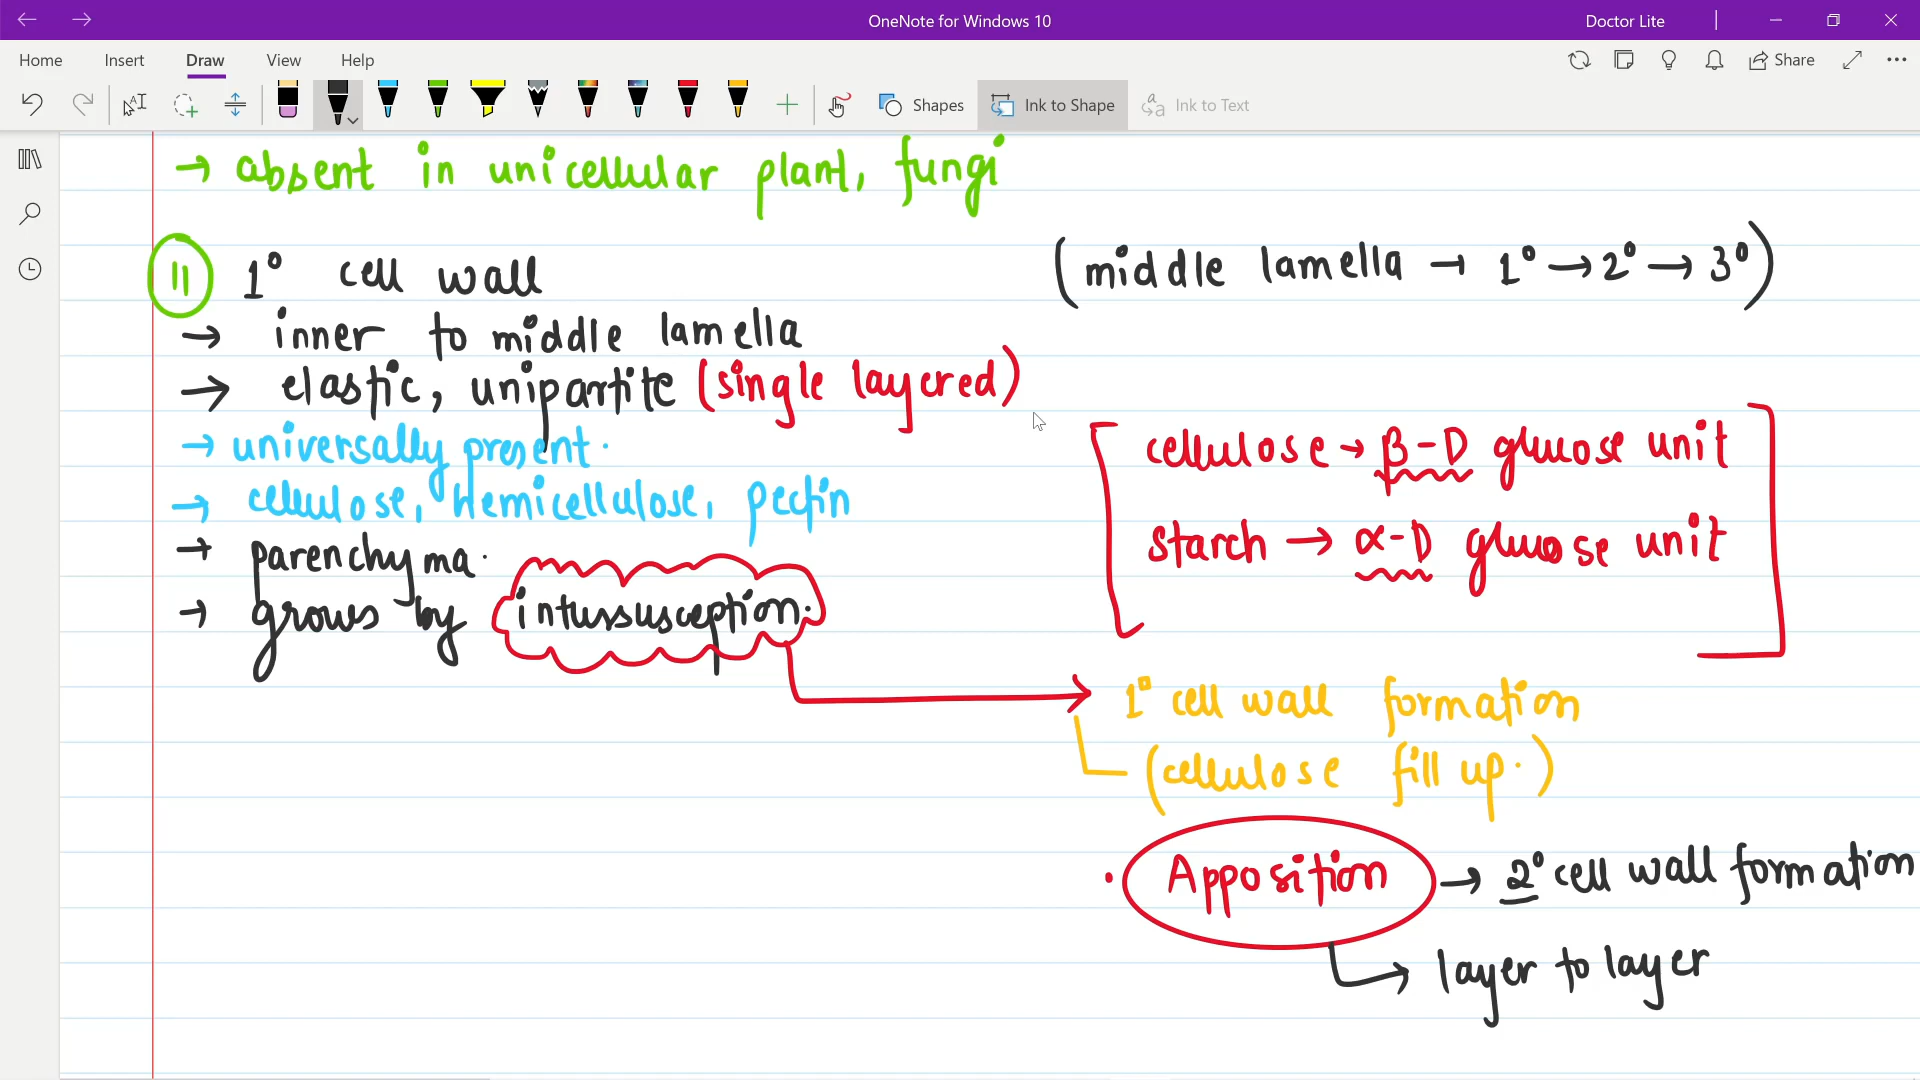 OneNote for Windows 10
Doctor Lite
Home Insert Draw View Help
Share
Shapes Ink to Shape Ink to Text
→ absent in unicellular plant, fungi
II 1° cell wall
(middle lamella → 1° → 2° → 3°)
→ inner to middle lamella
→ elastic, unipartite (single layered)
→ universally present.
→ cellulose, hemicellulose, pectin
→ parenchyma.
→ grows by intussusception.
cellulose → β-D glucose unit
starch → α-D glucose unit
1° cell wall formation
(cellulose fill up.)
• Apposition → 2° cell wall formation
layer to layer